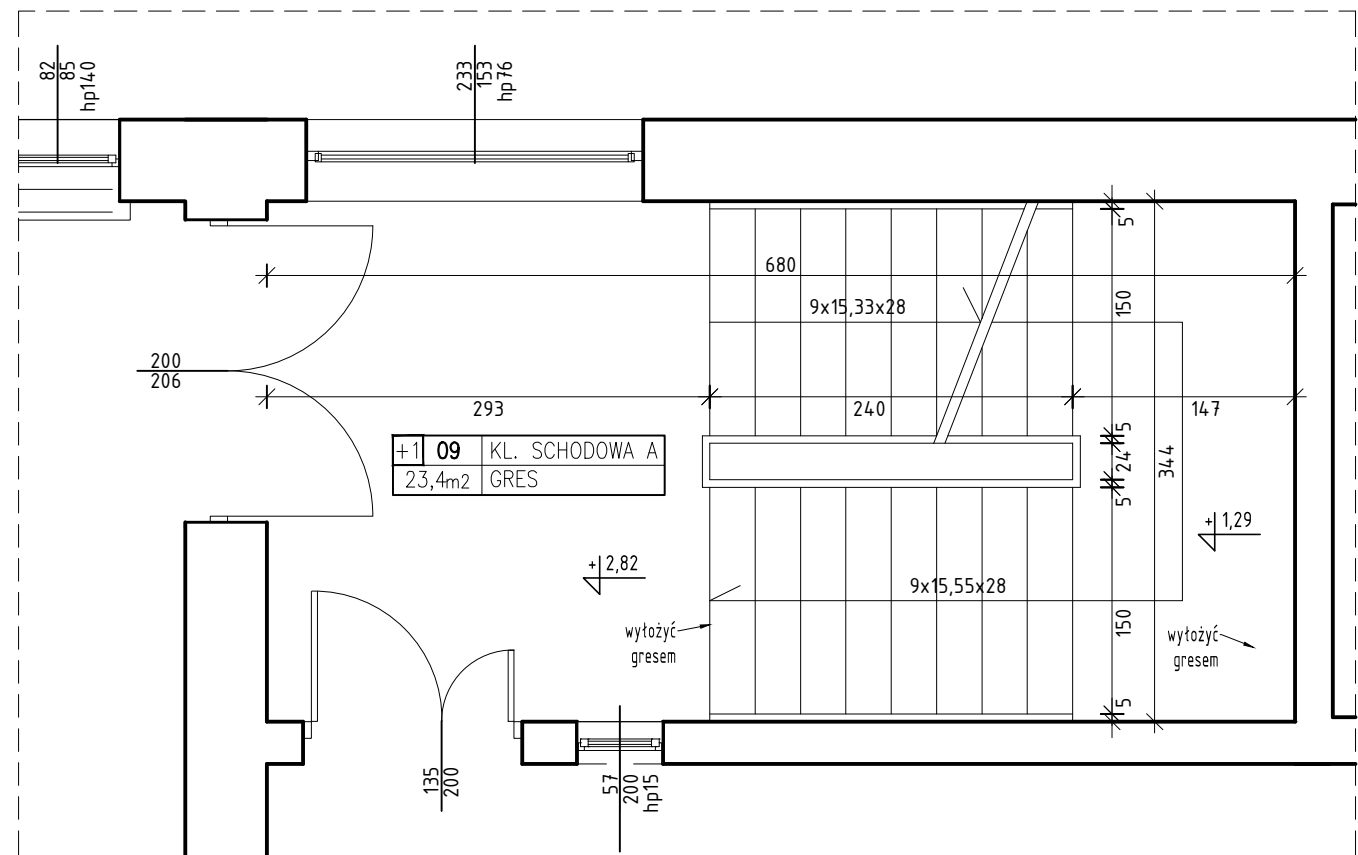 82
85
hp140
233
153
hp76
5
680
150
9x15,33x28
200
206
293
240
147
5
24
5
344
+1 09 KL. SCHODOWA A
23,4m2 GRES
+1,29
+2,82
9x15,55x28
150
wyłożyć
gresem
wyłożyć
gresem
5
135
200
57
200
hp15